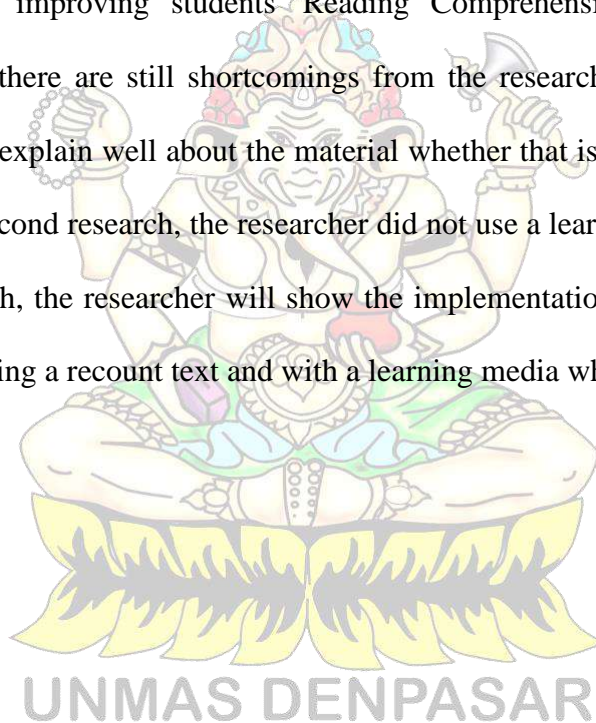 improving students Reading Comprehensi
there are still shortcomings from the research
explain well about the material whether that is
cond research, the researcher did not use a lear
h, the researcher will show the implementatio
ing a recount text and with a learning media wh
UNMAS DENPASAR